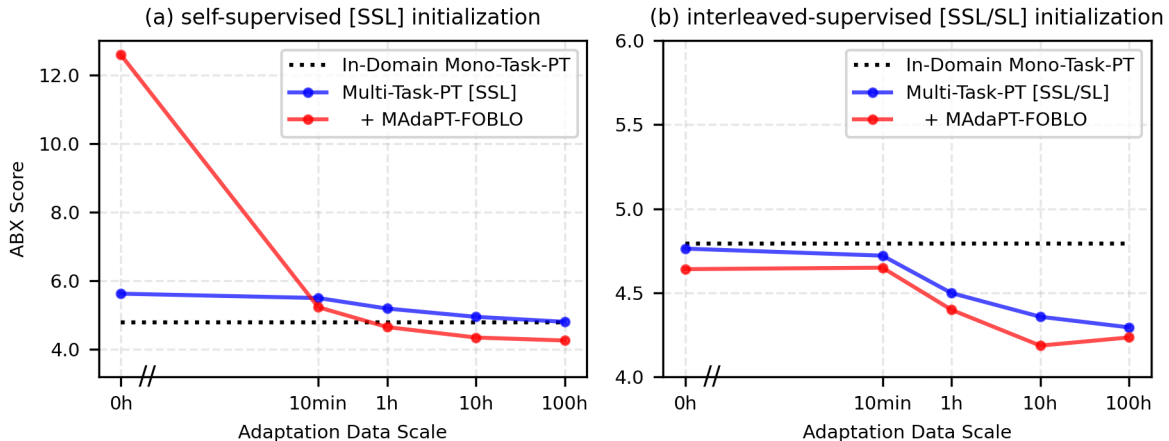 (a) self-supervised [SSL] initialization
ABX Score
12.0
10.0
8.0
6.0
4.0
In-Domain Mono-Task-PT
Multi-Task-PT [SSL]
+ MAdaPT-FOBLO
0h
10min
1h
10h
100h
Adaptation Data Scale
(b) interleaved-supervised [SSL/SL] initialization
6.0
5.5
5.0
4.5
4.0
In-Domain Mono-Task-PT
Multi-Task-PT [SSL/SL]
+ MAdaPT-FOBLO
0h
10min
1h
10h
100h
Adaptation Data Scale